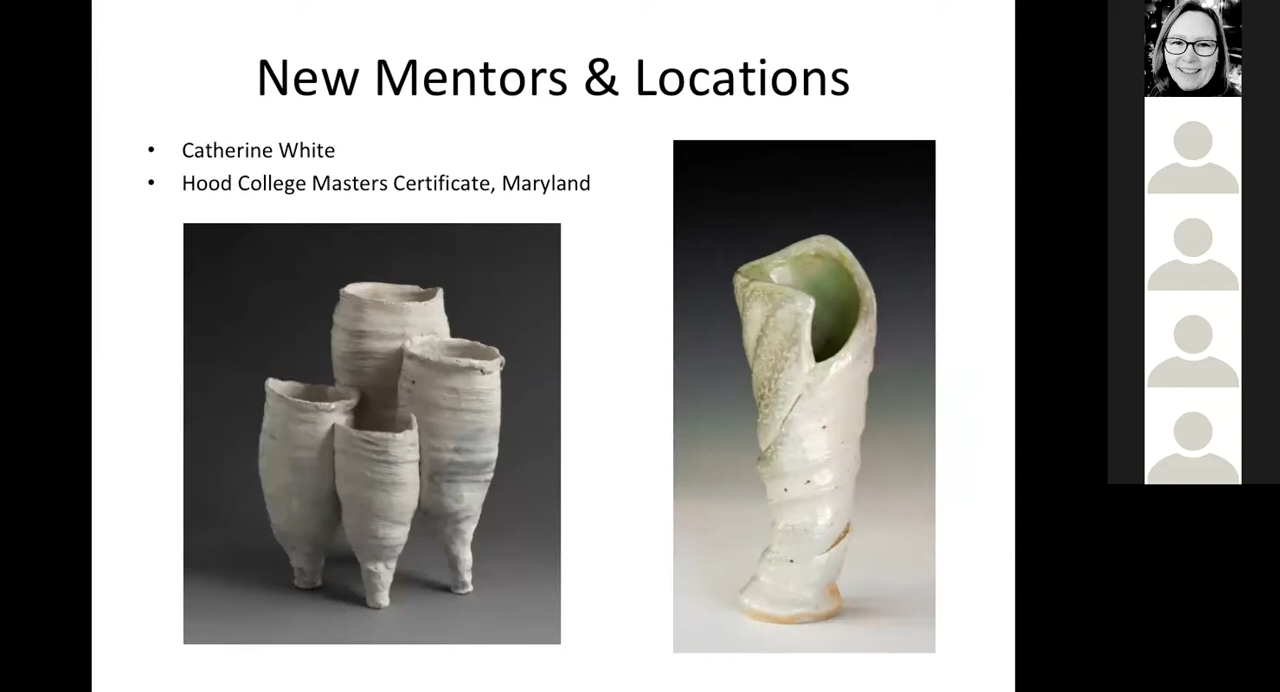 New Mentors & Locations
• Catherine White
• Hood College Masters Certificate, Maryland